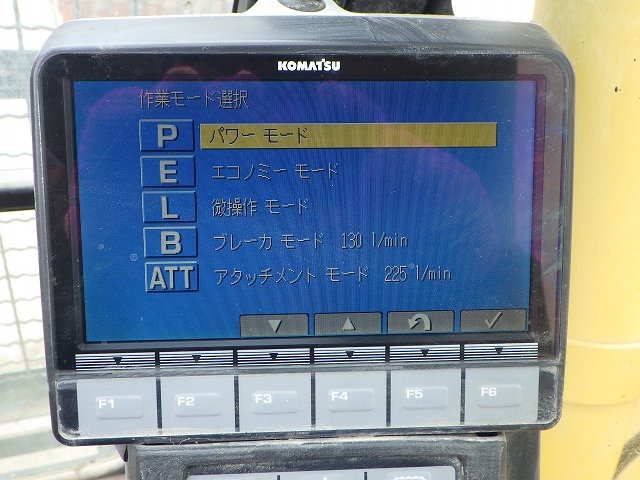 KOMATSU
作業モード選択
P パワー モード
E エコノミー モード
L 微操作 モード
B ブレーカ モード 130 l/min
ATT アタッチメント モード 225 l/min
F1 F2 F3 F4 F5 F6